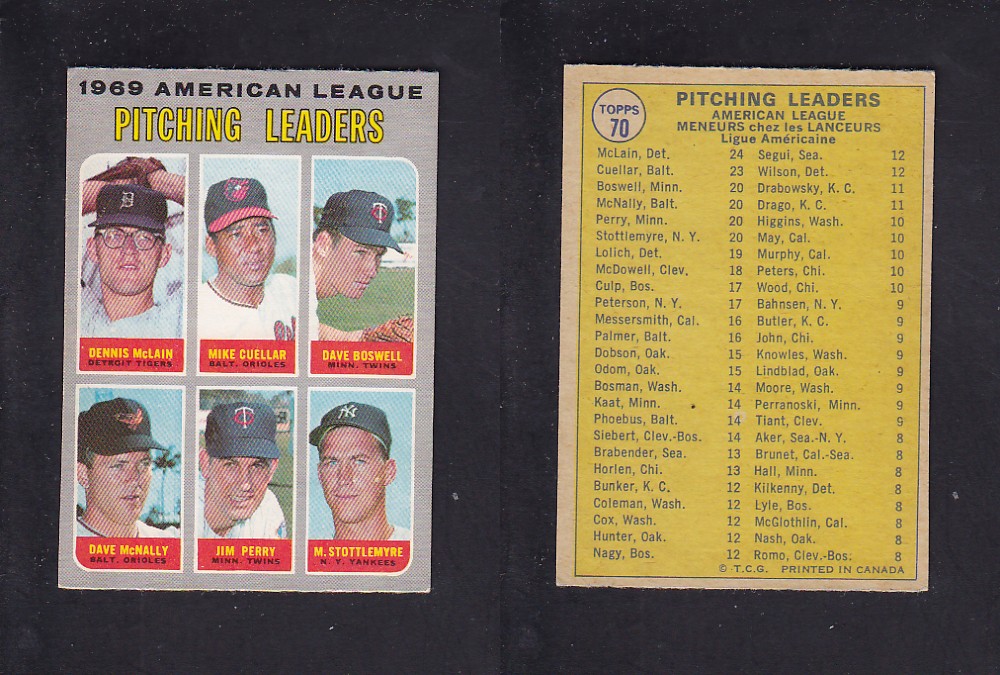 1969 AMERICAN LEAGUE
PITCHING LEADERS
DENNIS McLAIN
DETROIT TIGERS
MIKE CUELLAR
BALT. ORIOLES
DAVE BOSWELL
MINN. TWINS
DAVE McNALLY
BALT. ORIOLES
JIM PERRY
MINN. TWINS
M. STOTTLEMYRE
N. Y. YANKEES
TOPPS
70
PITCHING LEADERS
AMERICAN LEAGUE
MENEURS chez les LANCEURS
Ligue Américaine
McLain, Det. 24 Segui, Sea. 12
Cuellar, Balt. 23 Wilson, Det. 12
Boswell, Minn. 20 Drabowsky, K. C. 11
McNally, Balt. 20 Drago, K. C. 11
Perry, Minn. 20 Higgins, Wash. 10
Stottlemyre, N. Y. 20 May, Cal. 10
Lolich, Det. 19 Murphy, Cal. 10
McDowell, Clev. 18 Peters, Chi. 10
Culp, Bos. 17 Wood, Chi. 10
Peterson, N. Y. 17 Bahnsen, N. Y. 9
Messersmith, Cal. 16 Butler, K. C. 9
Palmer, Balt. 16 John, Chi. 9
Dobson, Oak. 15 Knowles, Wash. 9
Odom, Oak. 15 Lindblad, Oak. 9
Bosman, Wash. 14 Moore, Wash. 9
Kaat, Minn. 14 Perranoski, Minn. 9
Phoebus, Balt. 14 Tiant, Clev. 9
Siebert, Clev.-Bos. 14 Aker, Sea.-N. Y. 8
Brabender, Sea. 13 Brunet, Cal.-Sea. 8
Horlen, Chi. 13 Hall, Minn. 8
Bunker, K. C. 12 Kilkenny, Det. 8
Coleman, Wash. 12 Lyle, Bos. 8
Cox, Wash. 12 McGlothlin, Cal. 8
Hunter, Oak. 12 Nash, Oak. 8
Nagy, Bos. 12 Romo, Clev.-Bos. 8
© T.C.G. PRINTED IN CANADA